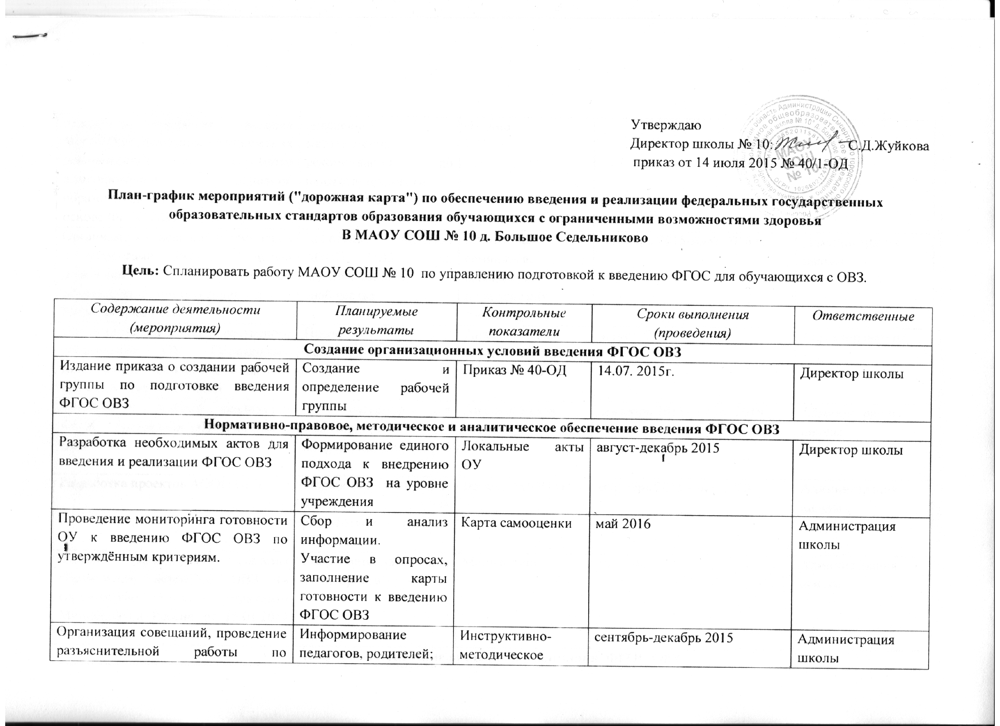 Утверждаю
Директор школы № 10: С.Д.Жуйкова
приказ от 14 июля 2015 № 40/1-ОД
МАОУ
СОШ
№ 10
План-график мероприятий ("дорожная карта") по обеспечению введения и реализации федеральных государственных
образовательных стандартов образования обучающихся с ограниченными возможностями здоровья
В МАОУ СОШ № 10 д. Большое Седельниково
Цель: Спланировать работу МАОУ СОШ № 10 по управлению подготовкой к введению ФГОС для обучающихся с ОВЗ.
Содержание деятельности
(мероприятия)
Планируемые
результаты
Контрольные
показатели
Сроки выполнения
(проведения)
Ответственные
Создание организационных условий введения ФГОС ОВЗ
Издание приказа о создании рабочей
группы по подготовке введения
ФГОС ОВЗ
Создание и
определение рабочей
группы
Приказ № 40-ОД
14.07. 2015г.
Директор школы
Нормативно-правовое, методическое и аналитическое обеспечение введения ФГОС ОВЗ
Разработка необходимых актов для
введения и реализации ФГОС ОВЗ
Формирование единого
подхода к внедрению
ФГОС ОВЗ на уровне
учреждения
Локальные акты
ОУ
август-декабрь 2015
Директор школы
Проведение мониторинга готовности
ОУ к введению ФГОС ОВЗ по
утверждённым критериям.
Сбор и анализ
информации.
Участие в опросах,
заполнение карты
готовности к введению
ФГОС ОВЗ
Карта самооценки
май 2016
Администрация
школы
Организация совещаний, проведение
разъяснительной работы по
Информирование
педагогов, родителей;
Инструктивно-
методическое
сентябрь-декабрь 2015
Администрация
школы